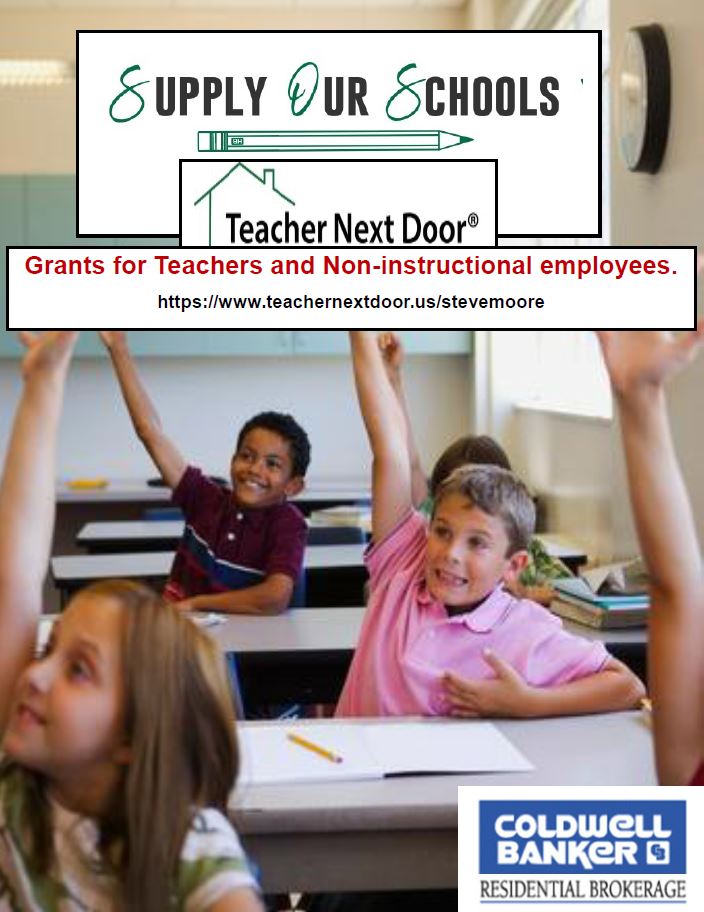 Supply Our Schools
Teacher Next Door®
Grants for Teachers and Non-instructional employees.
https://www.teachernextdoor.us/stevemoore
COLDWELL
BANKER
RESIDENTIAL BROKERAGE